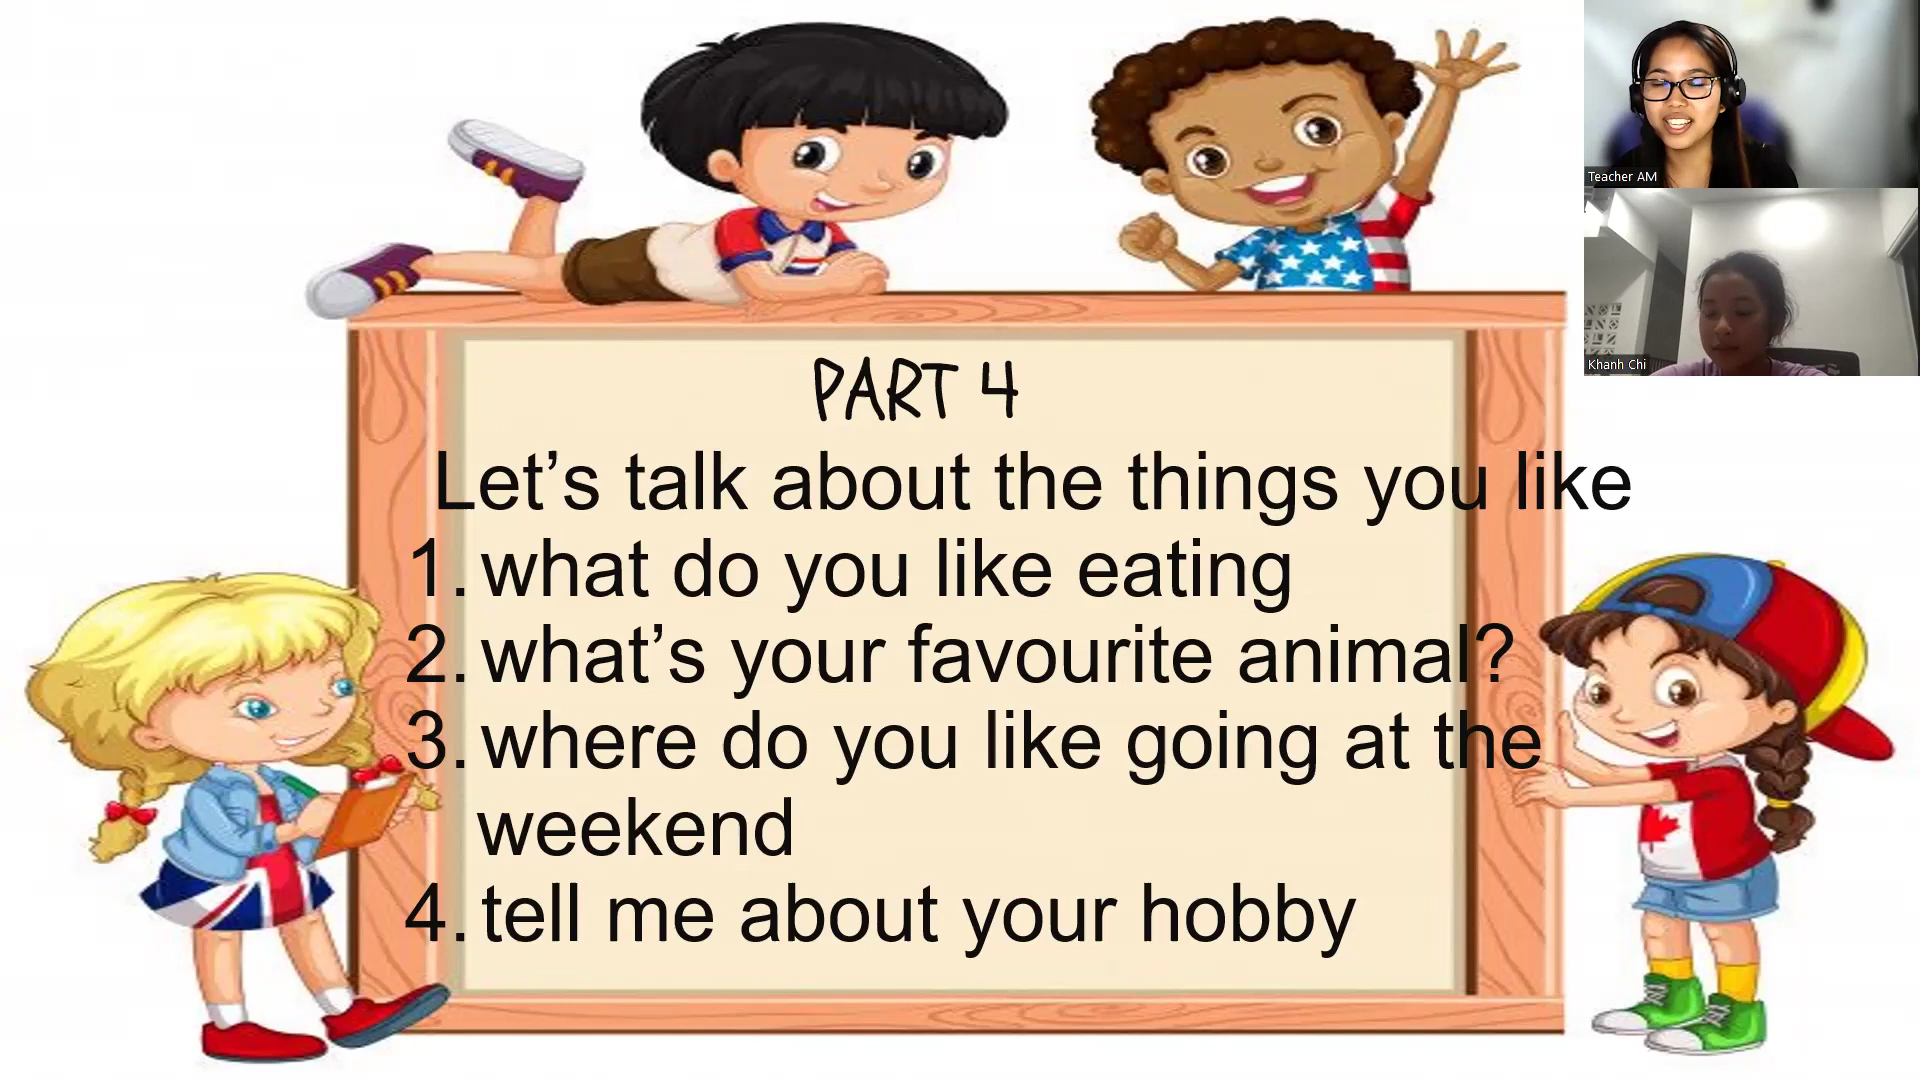 PART 4
Let’s talk about the things you like
1. what do you like eating
2. what’s your favourite animal?
3. where do you like going at the
weekend
4. tell me about your hobby
Teacher AM
Khanh Chi